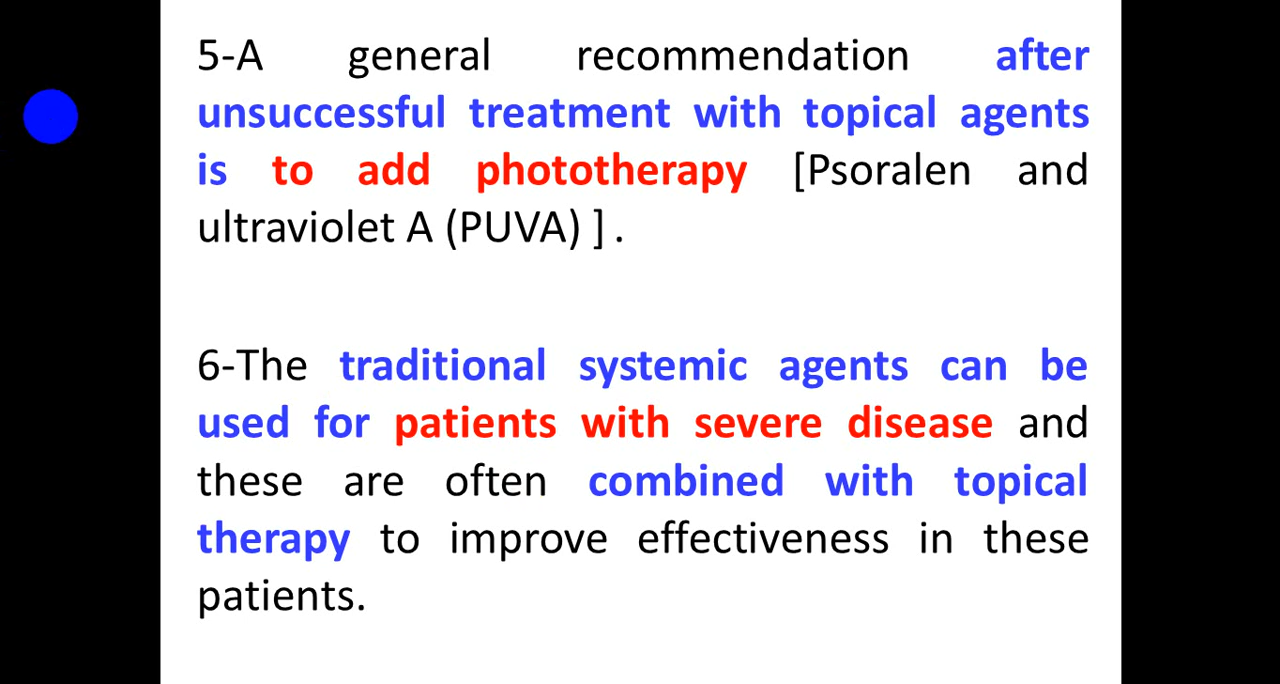 5-A general recommendation after
unsuccessful treatment with topical agents
is to add phototherapy [Psoralen and
ultraviolet A (PUVA) ] .
6-The traditional systemic agents can be
used for patients with severe disease and
these are often combined with topical
therapy to improve effectiveness in these
patients.